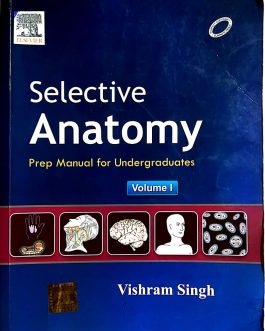 ELSEVIER
Selective
Anatomy
Prep Manual for Undergraduates
Volume I
Vishram Singh